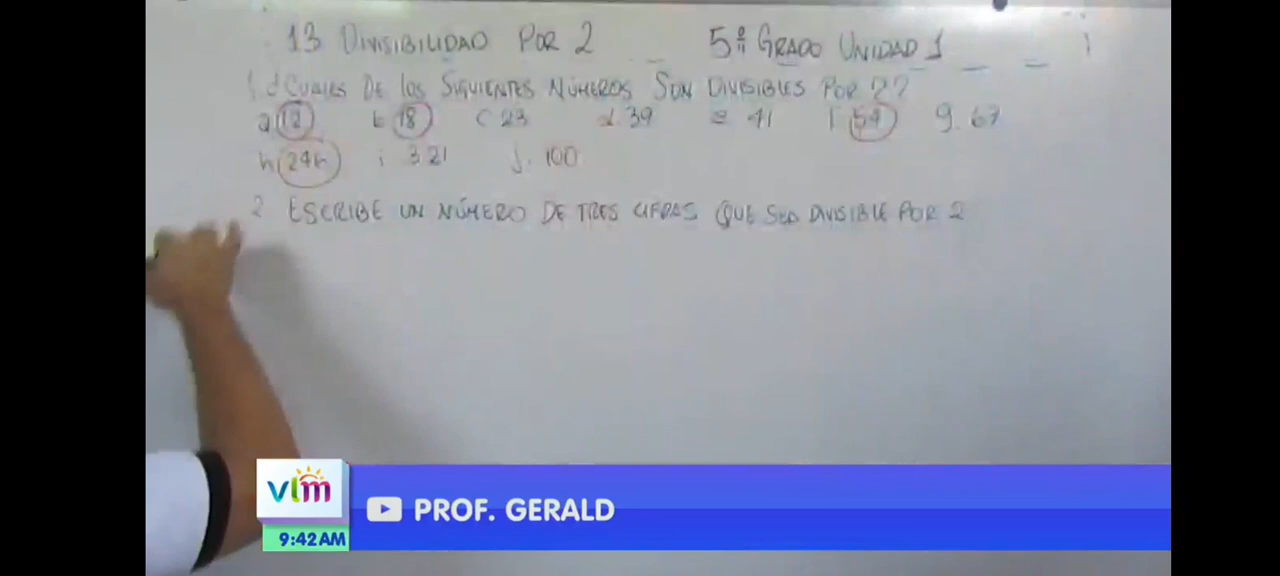 13 DIVISIBILIDAD POR 2 5º GRADO UNIDAD 1
1. ¿CUALES DE LOS SIGUIENTES NÚMEROS SON DIVISIBLES POR 2?
a 12 b 18 c 23 d. 39 e 41 f 54 g. 67
h 246 i 321 j. 100
2 ESCRIBE UN NÚMERO DE TRES CIFRAS QUE SEA DIVISIBLE POR 2
vtm
PROF. GERALD
9:42AM